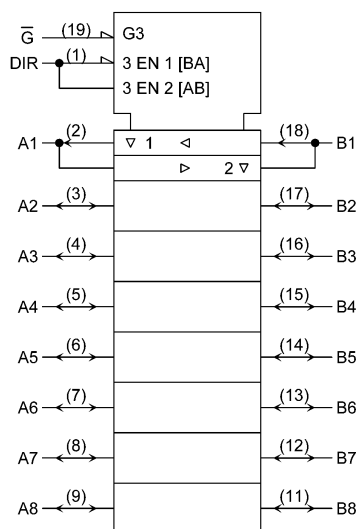 G̅ (19) G3
DIR (1) 3 EN 1 [BA]
3 EN 2 [AB]
A1 (2) ▽ 1 ◁ (18) B1
▷ 2 ▽
A2 (3) (17) B2
A3 (4) (16) B3
A4 (5) (15) B4
A5 (6) (14) B5
A6 (7) (13) B6
A7 (8) (12) B7
A8 (9) (11) B8